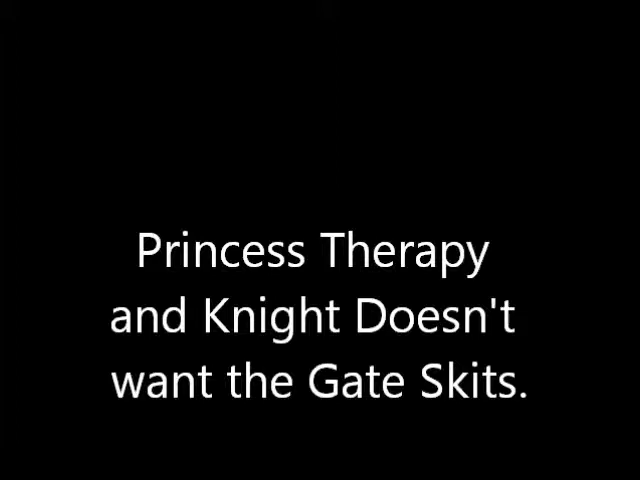 Princess Therapy
and Knight Doesn't
want the Gate Skits.